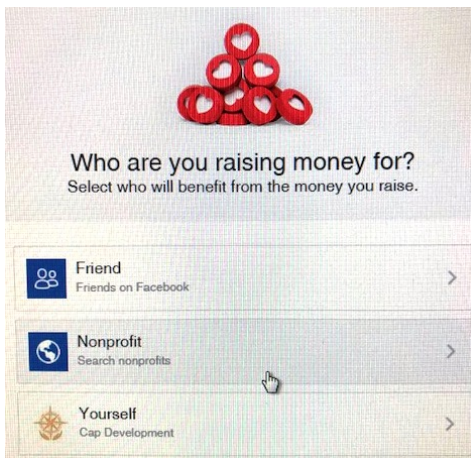 Who are you raising money for?
Select who will benefit from the money you raise.
Friend
Friends on Facebook
Nonprofit
Search nonprofits
Yourself
Cap Development